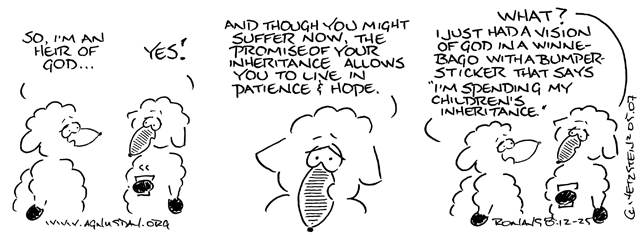 SO, I'M AN
HEIR OF
GOD...
YES!
WWW.AGNUSDAY.ORG
AND THOUGH YOU MIGHT
SUFFER NOW, THE
PROMISE OF YOUR
INHERITANCE ALLOWS
YOU TO LIVE IN
PATIENCE & HOPE.
WHAT?
I JUST HAD A VISION
OF GOD IN A WINNE-
BAGO WITH A BUMPER-
STICKER THAT SAYS
"I'M SPENDING MY
CHILDREN'S
INHERITANCE."
ROMANS 8:12-25